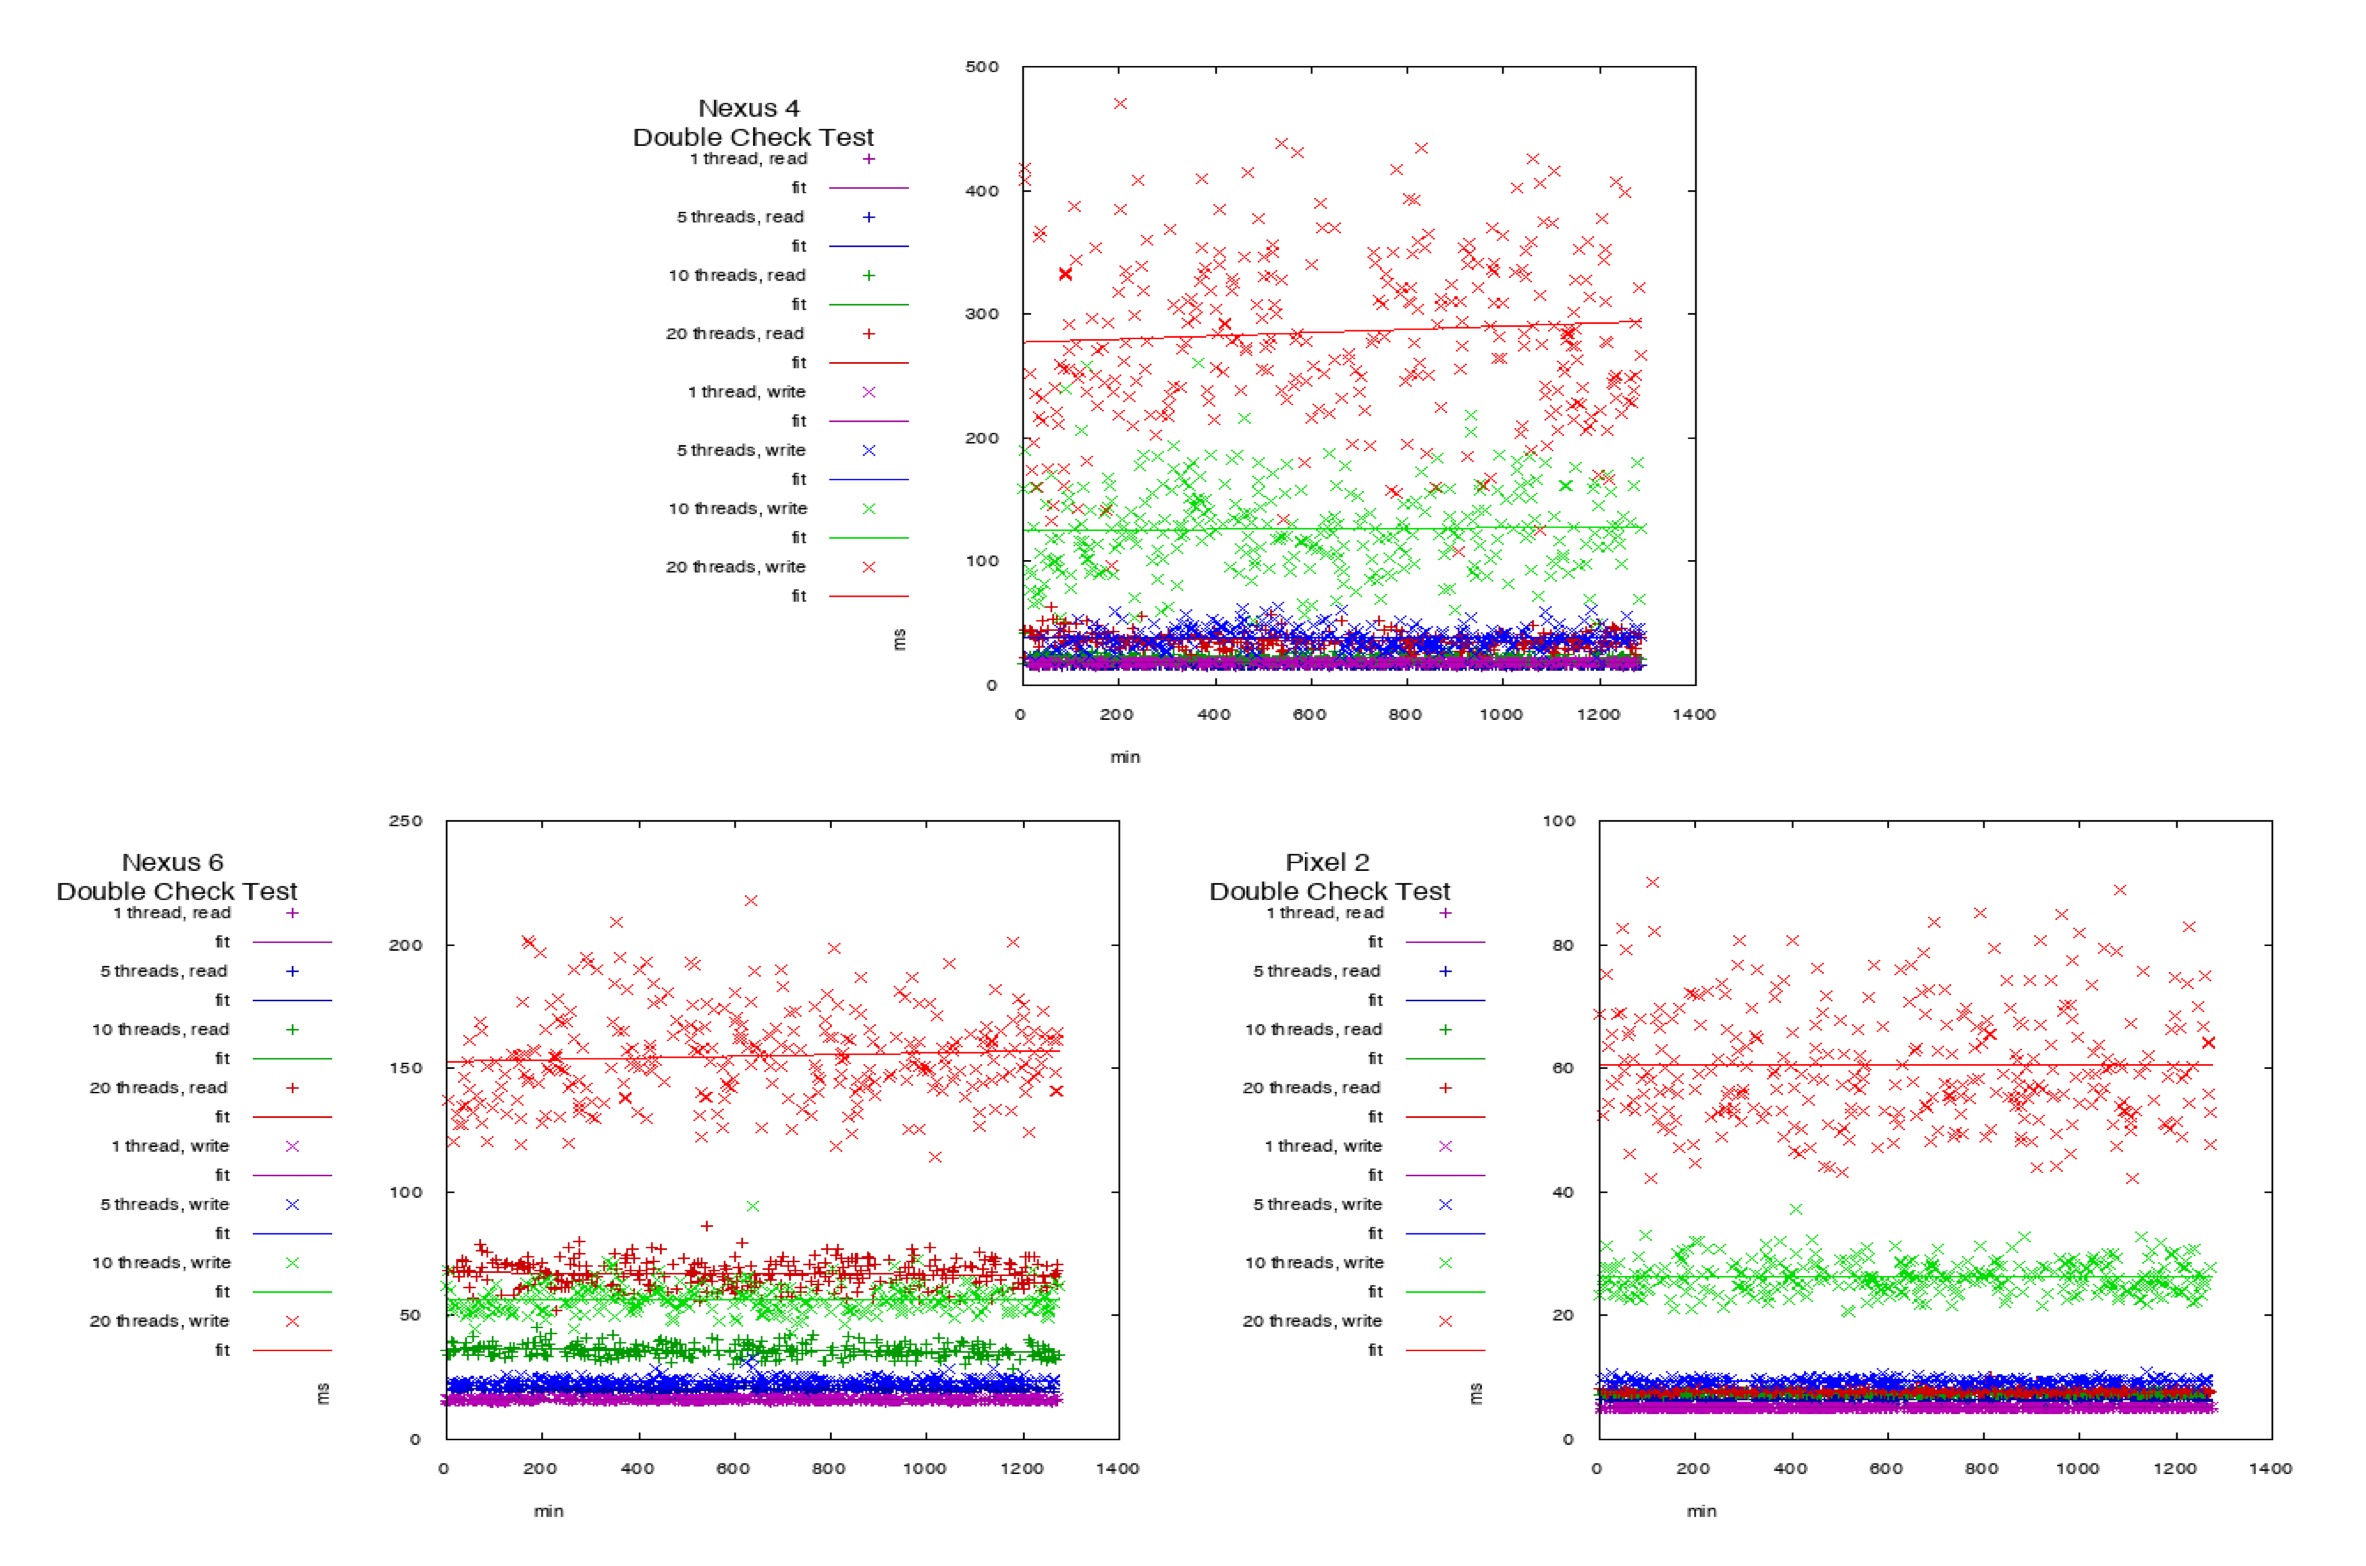 Nexus 4
Double Check Test
1 thread, read
fit
5 threads, read
fit
10 threads, read
fit
20 threads, read
fit
1 thread, write
fit
5 threads, write
fit
10 threads, write
fit
20 threads, write
fit
ms
500
400
300
200
100
0
0 200 400 600 800 1000 1200 1400
min
Nexus 6
Double Check Test
1 thread, read
fit
5 threads, read
fit
10 threads, read
fit
20 threads, read
fit
1 thread, write
fit
5 threads, write
fit
10 threads, write
fit
20 threads, write
fit
ms
250
200
150
100
50
0
0 200 400 600 800 1000 1200 1400
min
Pixel 2
Double Check Test
1 thread, read
fit
5 threads, read
fit
10 threads, read
fit
20 threads, read
fit
1 thread, write
fit
5 threads, write
fit
10 threads, write
fit
20 threads, write
fit
ms
100
80
60
40
20
0
0 200 400 600 800 1000 1200 1400
min